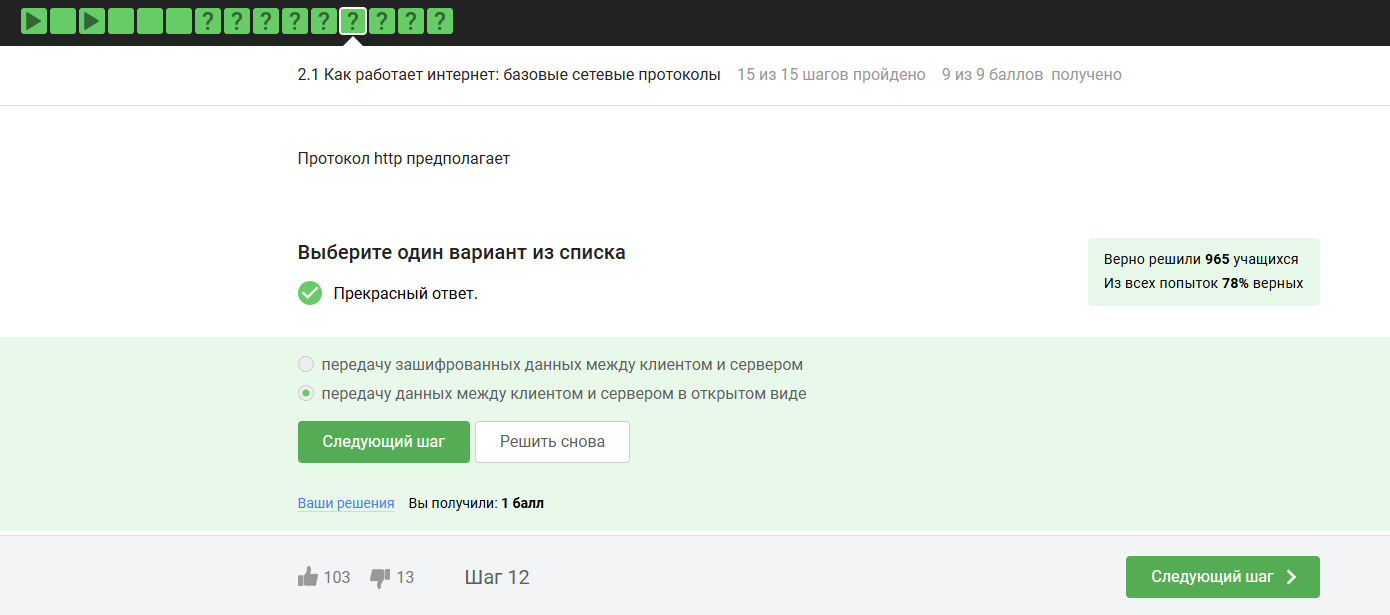 ? ? ? ? ? ? ? ? ?
2.1 Как работает интернет: базовые сетевые протоколы 15 из 15 шагов пройдено 9 из 9 баллов получено
Протокол http предполагает
Выберите один вариант из списка
Прекрасный ответ.
Верно решили 965 учащихся
Из всех попыток 78% верных
передачу зашифрованных данных между клиентом и сервером
передачу данных между клиентом и сервером в открытом виде
Следующий шаг Решить снова
Ваши решения Вы получили: 1 балл
103 13 Шаг 12 Следующий шаг